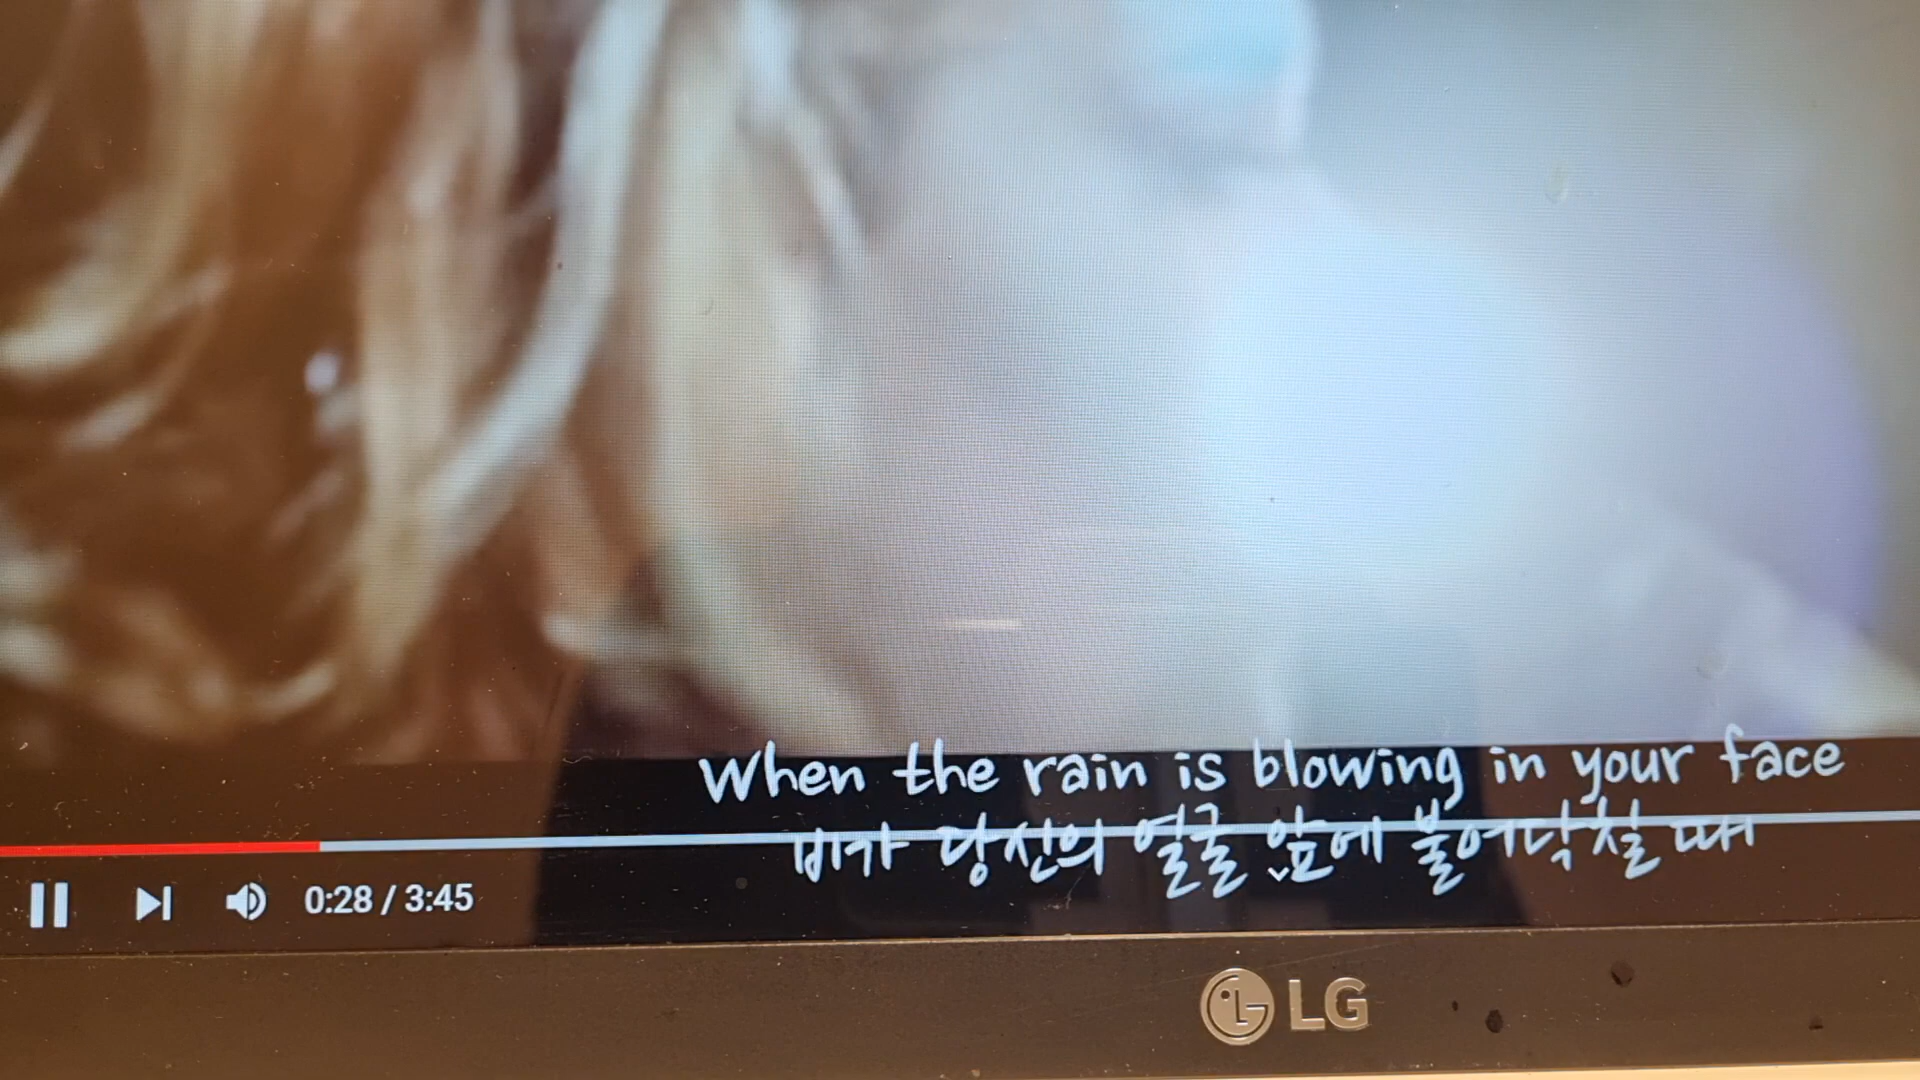 When the rain is blowing in your face
비가 당신의 얼굴 앞에 불어닥칠 때
0:28 / 3:45
LG